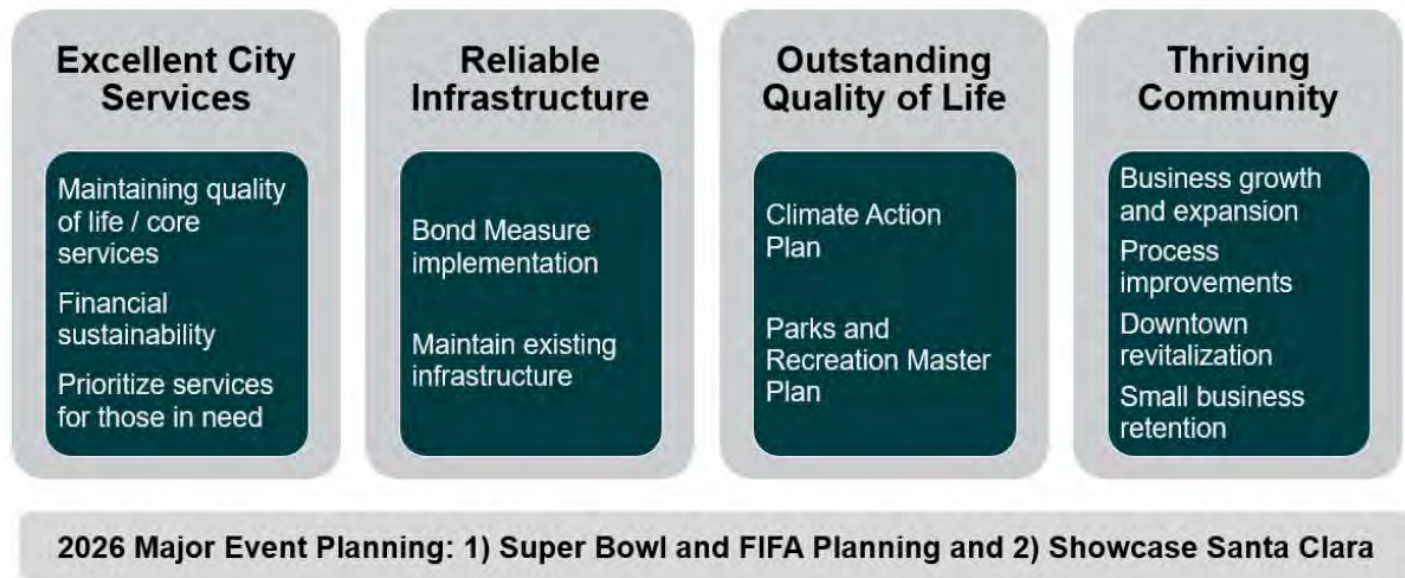 Excellent City
Services
Maintaining quality
of life / core
services
Financial
sustainability
Prioritize services
for those in need
Reliable
Infrastructure
Bond Measure
implementation
Maintain existing
infrastructure
Outstanding
Quality of Life
Climate Action
Plan
Parks and
Recreation Master
Plan
Thriving
Community
Business growth
and expansion
Process
improvements
Downtown
revitalization
Small business
retention
2026 Major Event Planning: 1) Super Bowl and FIFA Planning and 2) Showcase Santa Clara